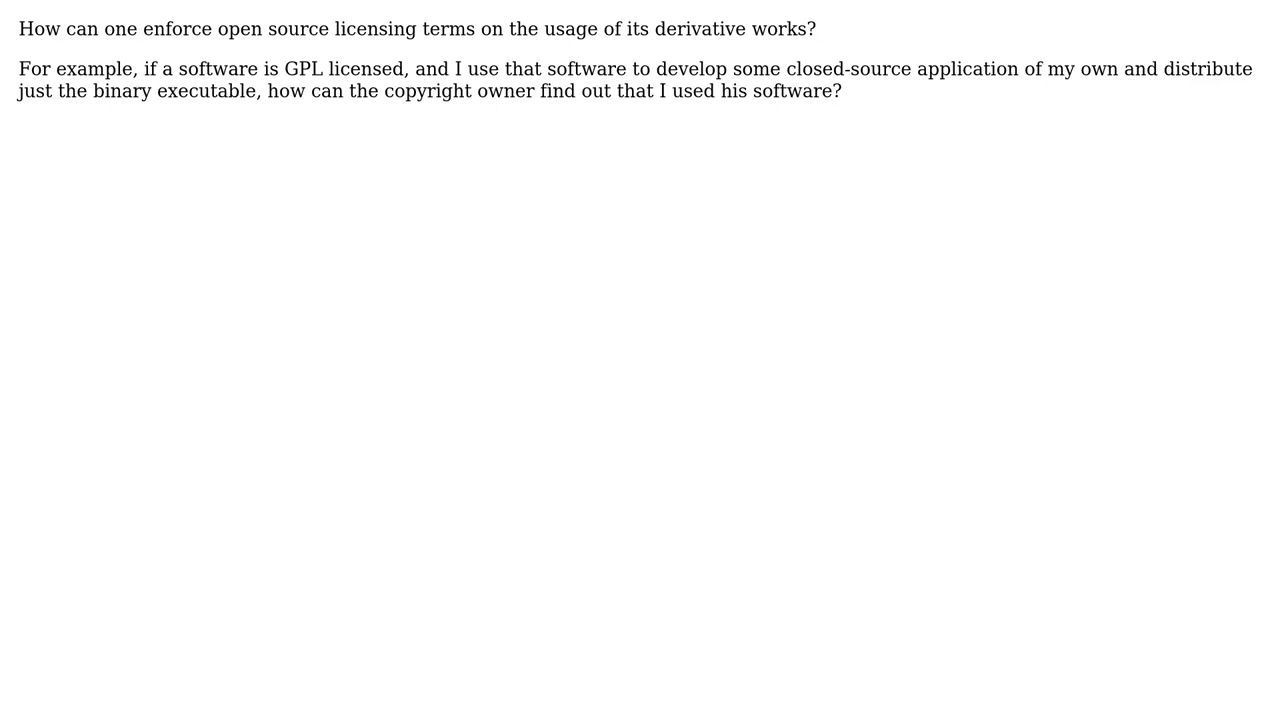 How can one enforce open source licensing terms on the usage of its derivative works?
For example, if a software is GPL licensed, and I use that software to develop some closed-source application of my own and distribute
just the binary executable, how can the copyright owner find out that I used his software?